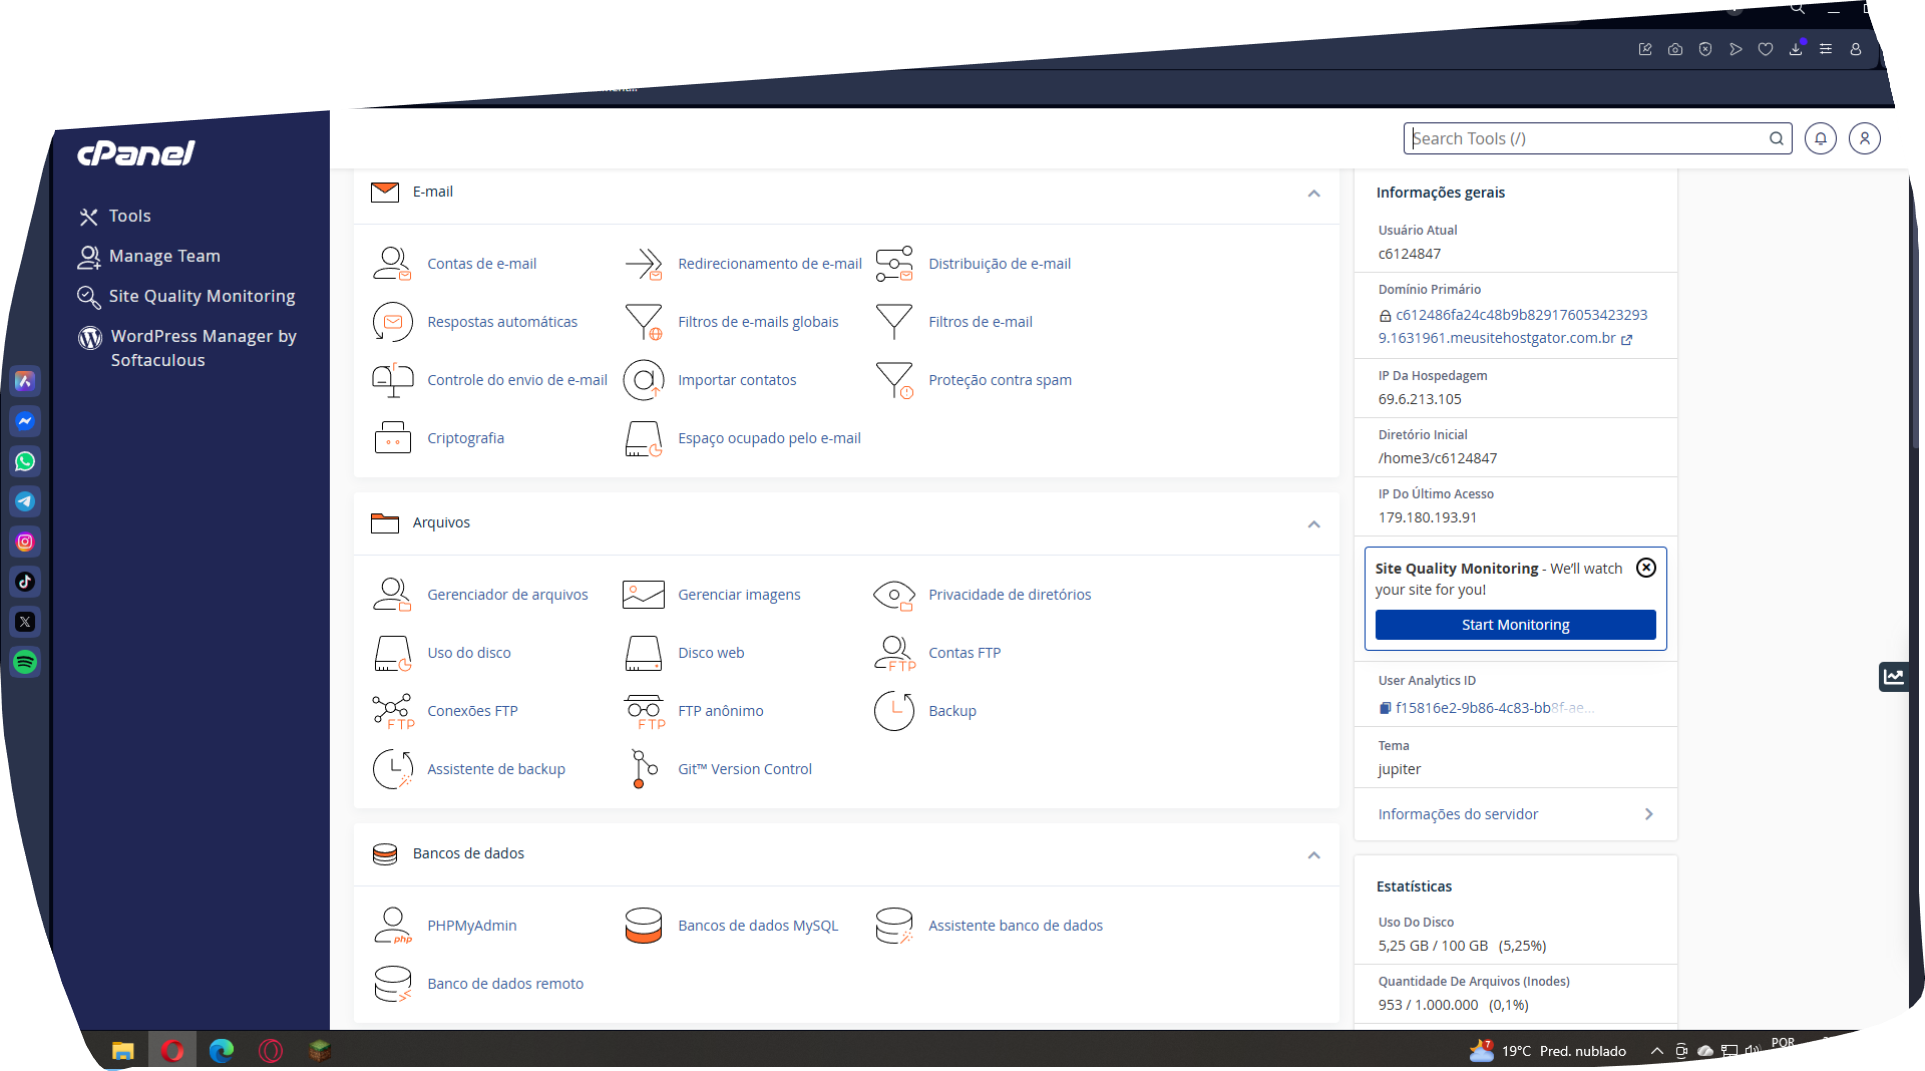 cPanel
Search Tools (/)
Tools
Manage Team
Site Quality Monitoring
WordPress Manager by
Softaculous
E-mail
Contas de e-mail
Redirecionamento de e-mail
Distribuição de e-mail
Respostas automáticas
Filtros de e-mails globais
Filtros de e-mail
Controle do envio de e-mail
Importar contatos
Proteção contra spam
Criptografia
Espaço ocupado pelo e-mail
Arquivos
Gerenciador de arquivos
Gerenciar imagens
Privacidade de diretórios
Uso do disco
Disco web
FTP
Contas FTP
FTP
Conexões FTP
FTP
FTP anônimo
Backup
Assistente de backup
Git™ Version Control
Bancos de dados
php
PHPMyAdmin
Bancos de dados MySQL
Assistente banco de dados
Banco de dados remoto
Informações gerais
Usuário Atual
c6124847
Domínio Primário
c612486fa24c48b9b829176053423293
9.1631961.meusitehostgator.com.br
IP Da Hospedagem
69.6.213.105
Diretório Inicial
/home3/c6124847
IP Do Último Acesso
179.180.193.91
Site Quality Monitoring - We'll watch
your site for you!
Start Monitoring
User Analytics ID
f15816e2-9b86-4c83-bb8f-ae...
Tema
jupiter
Informações do servidor
Estatísticas
Uso Do Disco
5,25 GB / 100 GB (5,25%)
Quantidade De Arquivos (Inodes)
953 / 1.000.000 (0,1%)
7
19°C Pred. nublado
POR